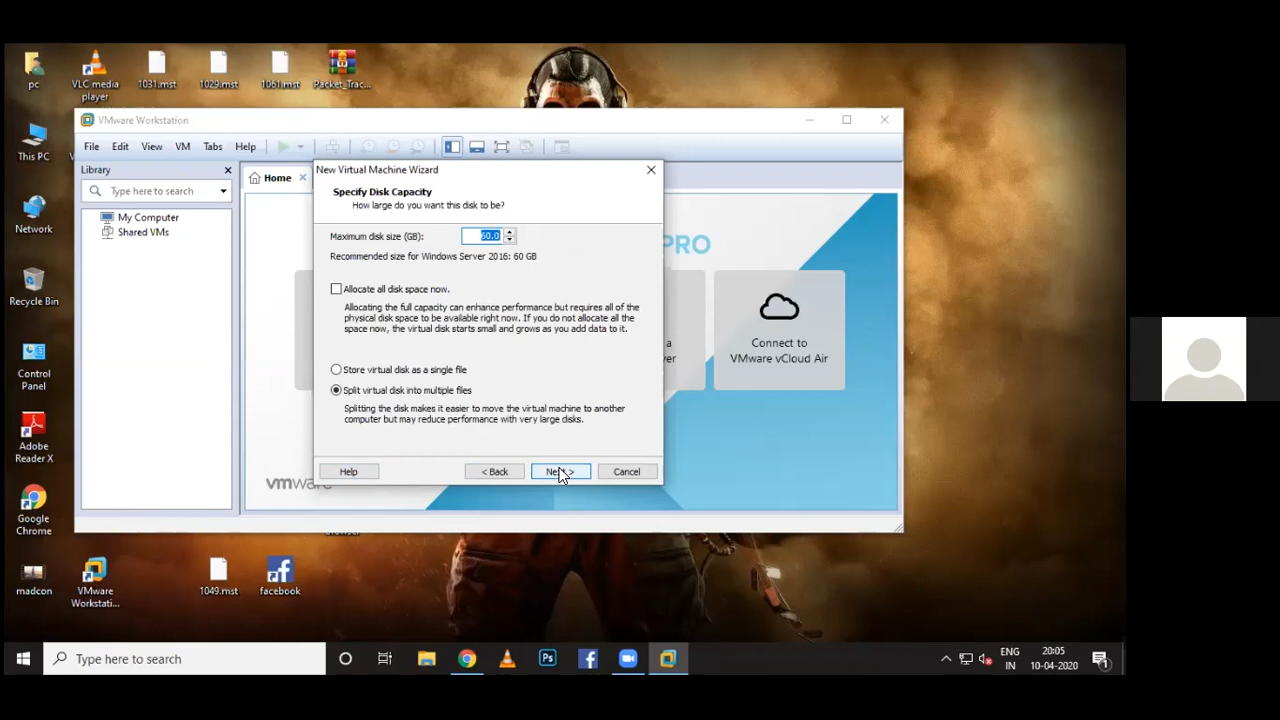 pc
VLC media
player
1031.mst
1029.mst
1061.mst
Packet_Trac...
This PC
Network
Recycle Bin
Control
Panel
Adobe
Reader X
Google
Chrome
madcon
VMware
Workstati...
1049.mst
facebook
VMware Workstation
File Edit View VM Tabs Help
Library
Type here to search
My Computer
Shared VMs
Home
PRO
Connect to
VMware vCloud Air
New Virtual Machine Wizard
Specify Disk Capacity
How large do you want this disk to be?
Maximum disk size (GB): 60.0
Recommended size for Windows Server 2016: 60 GB
Allocate all disk space now.
Allocating the full capacity can enhance performance but requires all of the
physical disk space to be available right now. If you do not allocate all the
space now, the virtual disk starts small and grows as you add data to it.
Store virtual disk as a single file
Split virtual disk into multiple files
Splitting the disk makes it easier to move the virtual machine to another
computer but may reduce performance with very large disks.
Help < Back Next > Cancel
Type here to search
Ps
ENG
IN
20:05
10-04-2020
1